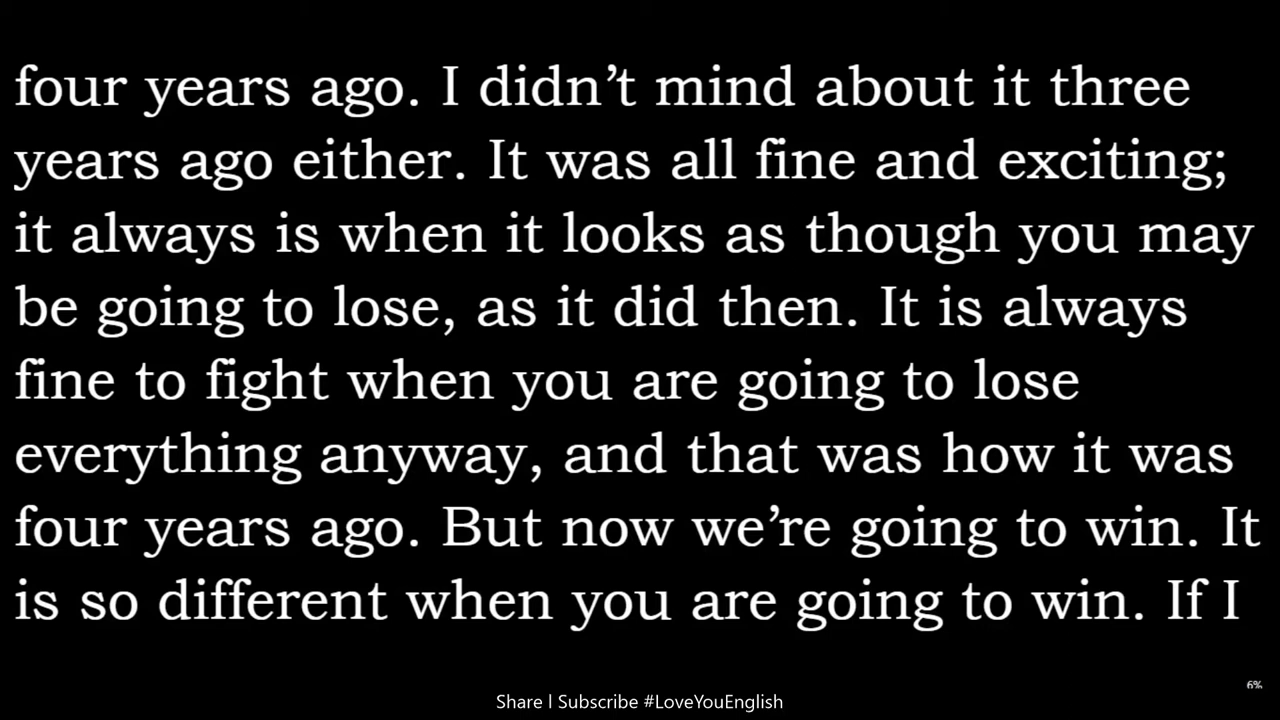 four years ago. I didn’t mind about it three
years ago either. It was all fine and exciting;
it always is when it looks as though you may
be going to lose, as it did then. It is always
fine to fight when you are going to lose
everything anyway, and that was how it was
four years ago. But now we’re going to win. It
is so different when you are going to win. If I
6%
Share | Subscribe #LoveYouEnglish